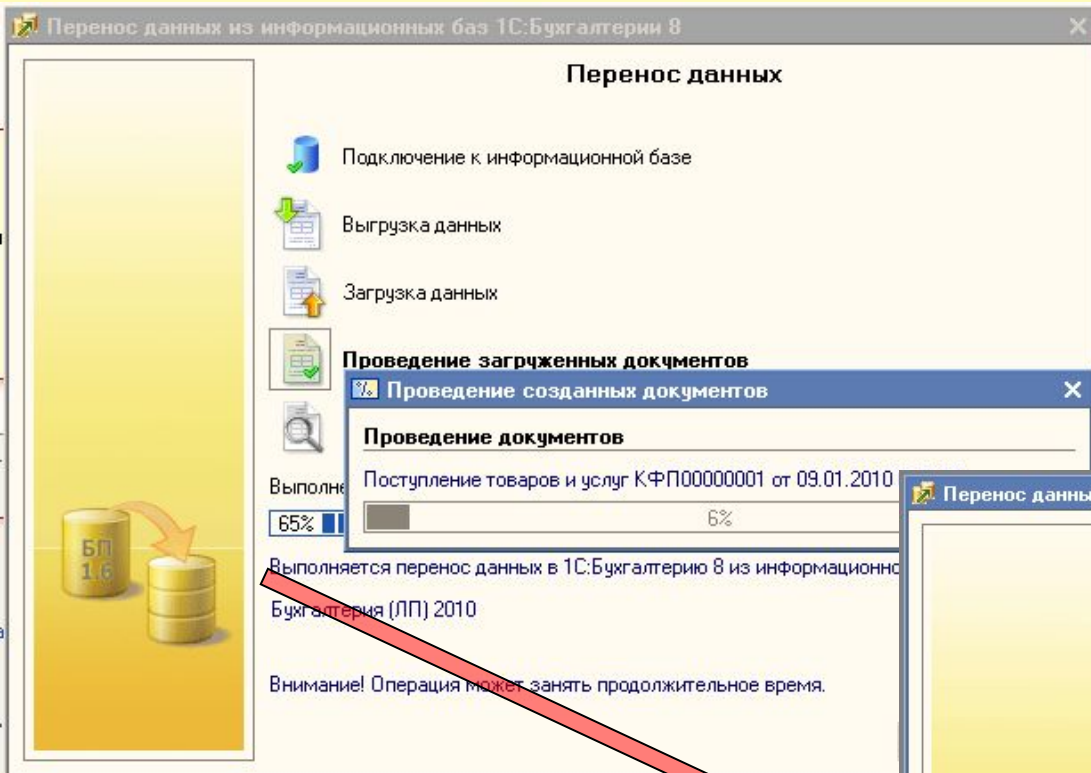 Перенос данных из информационных баз 1С:Бухгалтерии 8
Перенос данных
Подключение к информационной базе
Выгрузка данных
Загрузка данных
Проведение загруженных документов
Проведение созданных документов
Проведение документов
Поступление товаров и услуг КФП00000001 от 09.01.2010
6%
Выполне
65%
Перенос данны
БП
1.6
Выполняется перенос данных в 1С:Бухгалтерию 8 из информационно
Бухгалтерия (ЛП) 2010
Внимание! Операция может занять продолжительное время.